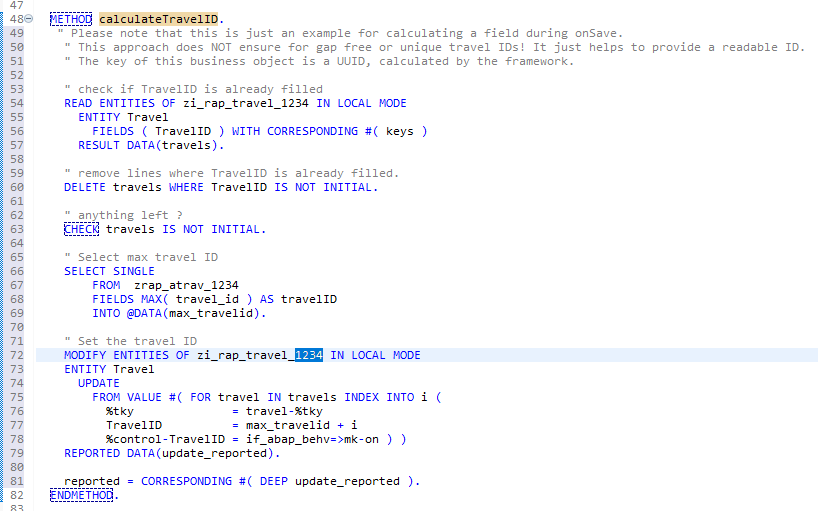 47
48 METHOD calculateTravelID.
49 " Please note that this is just an example for calculating a field during onSave.
50 " This approach does NOT ensure for gap free or unique travel IDs! It just helps to provide a readable ID.
51 " The key of this business object is a UUID, calculated by the framework.
52
53 " check if TravelID is already filled
54 READ ENTITIES OF zi_rap_travel_1234 IN LOCAL MODE
55 ENTITY Travel
56 FIELDS ( TravelID ) WITH CORRESPONDING #( keys )
57 RESULT DATA(travels).
58
59 " remove lines where TravelID is already filled.
60 DELETE travels WHERE TravelID IS NOT INITIAL.
61
62 " anything left ?
63 CHECK travels IS NOT INITIAL.
64
65 " Select max travel ID
66 SELECT SINGLE
67 FROM zrap_atrav_1234
68 FIELDS MAX( travel_id ) AS travelID
69 INTO @DATA(max_travelid).
70
71 " Set the travel ID
72 MODIFY ENTITIES OF zi_rap_travel_1234 IN LOCAL MODE
73 ENTITY Travel
74 UPDATE
75 FROM VALUE #( FOR travel IN travels INDEX INTO i (
76 %tky = travel-%tky
77 TravelID = max_travelid + i
78 %control-TravelID = if_abap_behv=>mk-on ) )
79 REPORTED DATA(update_reported).
80
81 reported = CORRESPONDING #( DEEP update_reported ).
82 ENDMETHOD.
83